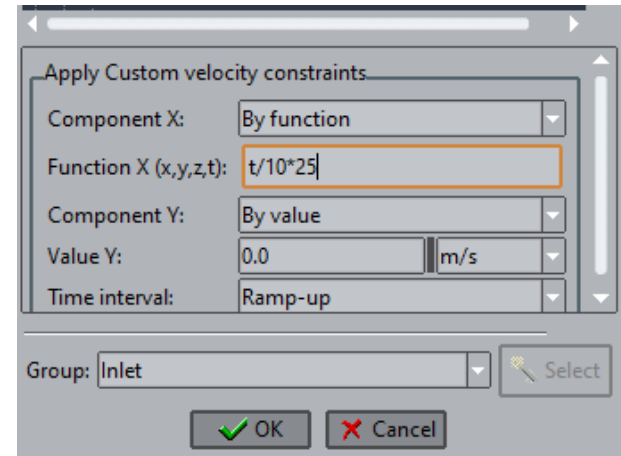 Apply Custom velocity constraints
Component X: By function
Function X (x,y,z,t): t/10*25
Component Y: By value
Value Y: 0.0 m/s
Time interval: Ramp-up
Group: Inlet Select
OK Cancel